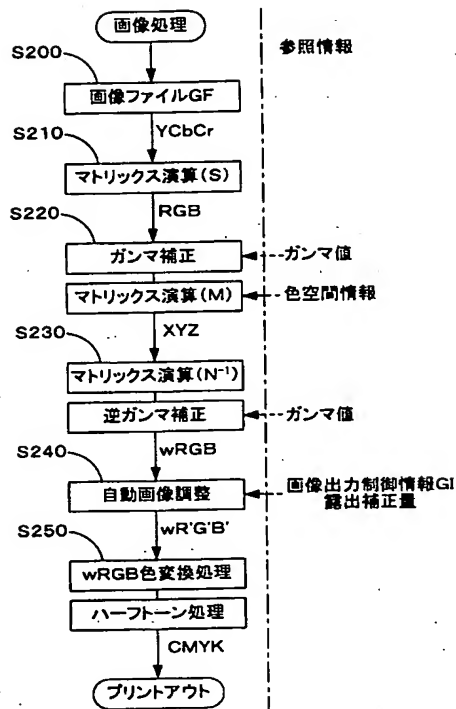 画像処理
参照情報
S200
画像ファイルGF
YCbCr
S210
マトリックス演算(S)
RGB
S220
ガンマ補正
ガンマ値
マトリックス演算(M)
色空間情報
XYZ
S230
マトリックス演算(N⁻¹)
逆ガンマ補正
ガンマ値
wRGB
S240
自動画像調整
画像出力制御情報GI
露出補正量
wR'G'B'
S250
wRGB色変換処理
ハーフトーン処理
CMYK
プリントアウト